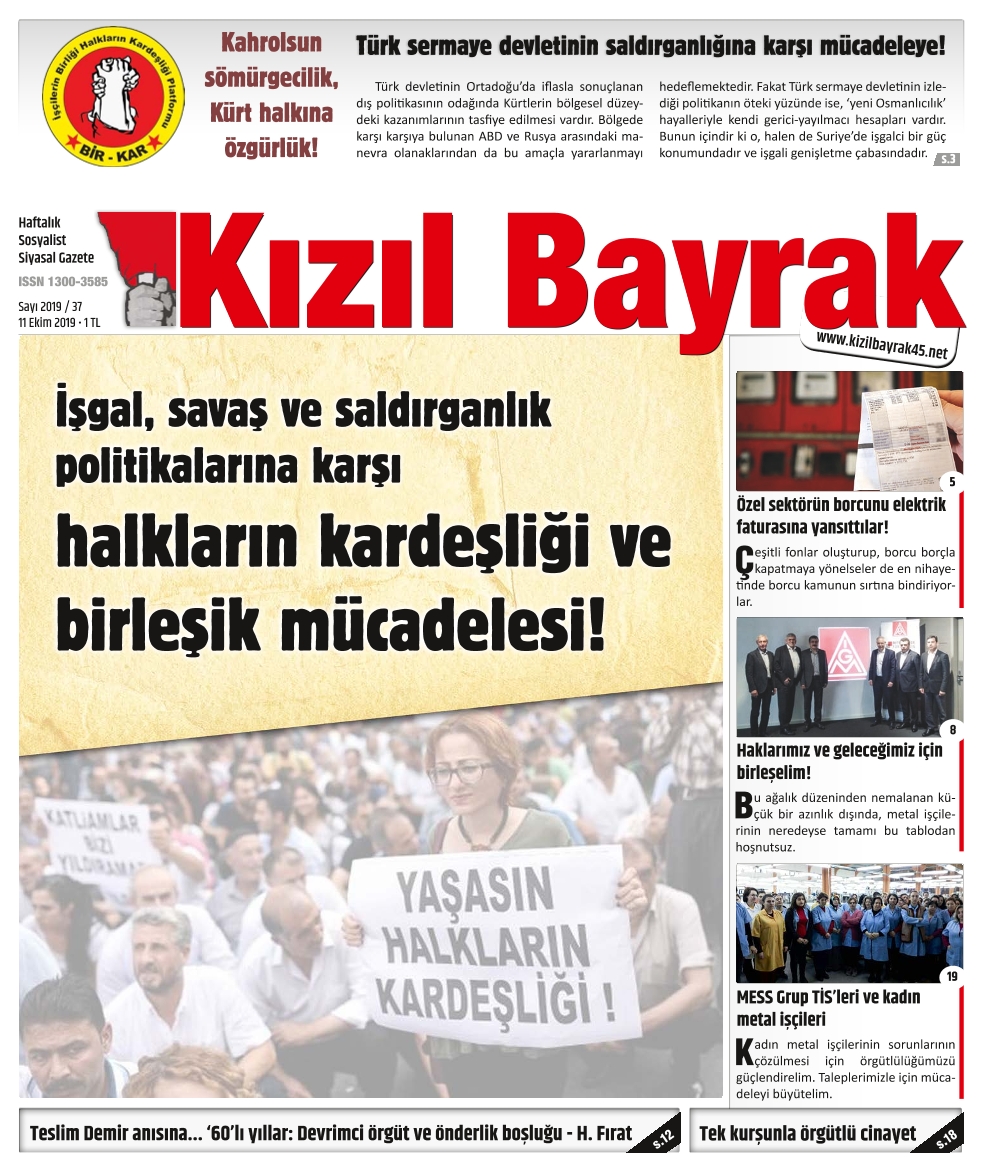 İşçilerin Birliği Halkların Kardeşliği Platformu
BİR - KAR
Kahrolsun
sömürgecilik,
Kürt halkına
özgürlük!
Türk sermaye devletinin saldırganlığına karşı mücadeleye!
Türk devletinin Ortadoğu’da iflasla sonuçlanan
dış politikasının odağında Kürtlerin bölgesel düzey-
deki kazanımlarının tasfiye edilmesi vardır. Bölgede
karşı karşıya bulunan ABD ve Rusya arasındaki ma-
nevra olanaklarından da bu amaçla yararlanmayı
hedeflemektedir. Fakat Türk sermaye devletinin izle-
diği politikanın öteki yüzünde ise, ‘yeni Osmanlıcılık’
hayalleriyle kendi gerici-yayılmacı hesapları vardır.
Bunun içindir ki o, halen de Suriye’de işgalci bir güç
konumundadır ve işgali genişletme çabasındadır.
s.3
Haftalık
Sosyalist
Siyasal Gazete
ISSN 1300-3585
Sayı 2019 / 37
11 Ekim 2019 • 1 TL
Kızıl Bayrak
www.kizilbayrak45.net
İşgal, savaş ve saldırganlık
politikalarına karşı
halkların kardeşliği ve
birleşik mücadelesi!
KATLİAMLAR
BİZİ
YILDIRAMAZ
YAŞASIN
HALKLARIN
KARDEŞLİĞİ !
5
Özel sektörün borcunu elektrik
faturasına yansıttılar!
Çeşitli fonlar oluşturup, borcu borçla
kapatmaya yönelseler de en nihaye-
tinde borcu kamunun sırtına bindiriyor-
lar.
IGM
8
Haklarımız ve geleceğimiz için
birleşelim!
Bu ağalık düzeninden nemalanan kü-
çük bir azınlık dışında, metal işçile-
rinin neredeyse tamamı bu tablodan
hoşnutsuz.
19
MESS Grup TİS’leri ve kadın
metal işçileri
Kadın metal işçilerinin sorunlarının
çözülmesi için örgütlülüğümüzü
güçlendirelim. Taleplerimizle için müca-
deleyi büyütelim.
Teslim Demir anısına... ‘60’lı yıllar: Devrimci örgüt ve önderlik boşluğu - H. Fırat
s.12
Tek kurşunla örgütlü cinayet
s.18